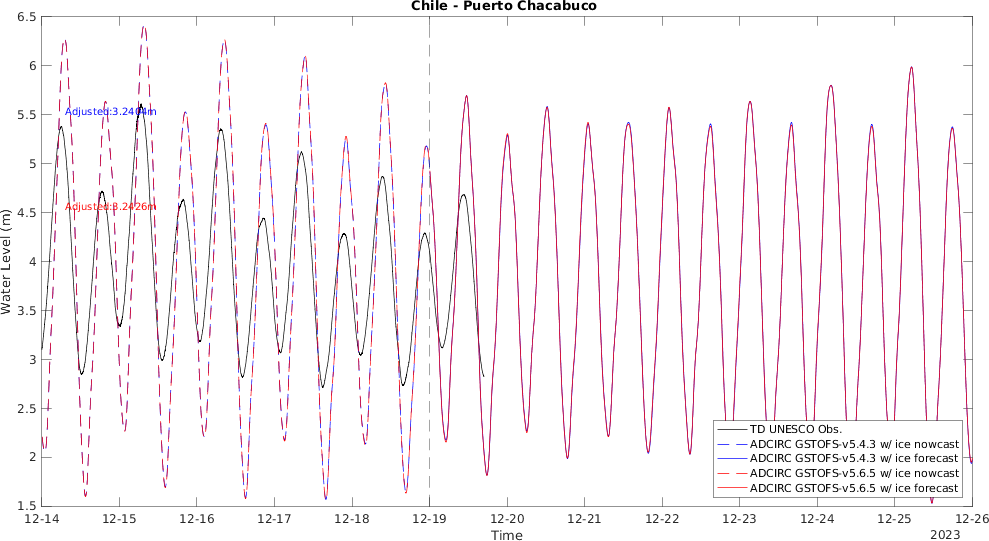 Chile - Puerto Chacabuco
6.5
6
5.5
5
4.5
4
3.5
3
2.5
2
1.5
Water Level (m)
Adjusted:3.2404m
Adjusted:3.2426m
TD UNESCO Obs.
ADCIRC GSTOFS-v5.4.3 w/ ice nowcast
ADCIRC GSTOFS-v5.4.3 w/ ice forecast
ADCIRC GSTOFS-v5.6.5 w/ ice nowcast
ADCIRC GSTOFS-v5.6.5 w/ ice forecast
12-14 12-15 12-16 12-17 12-18 12-19 12-20 12-21 12-22 12-23 12-24 12-25 12-26
Time
2023